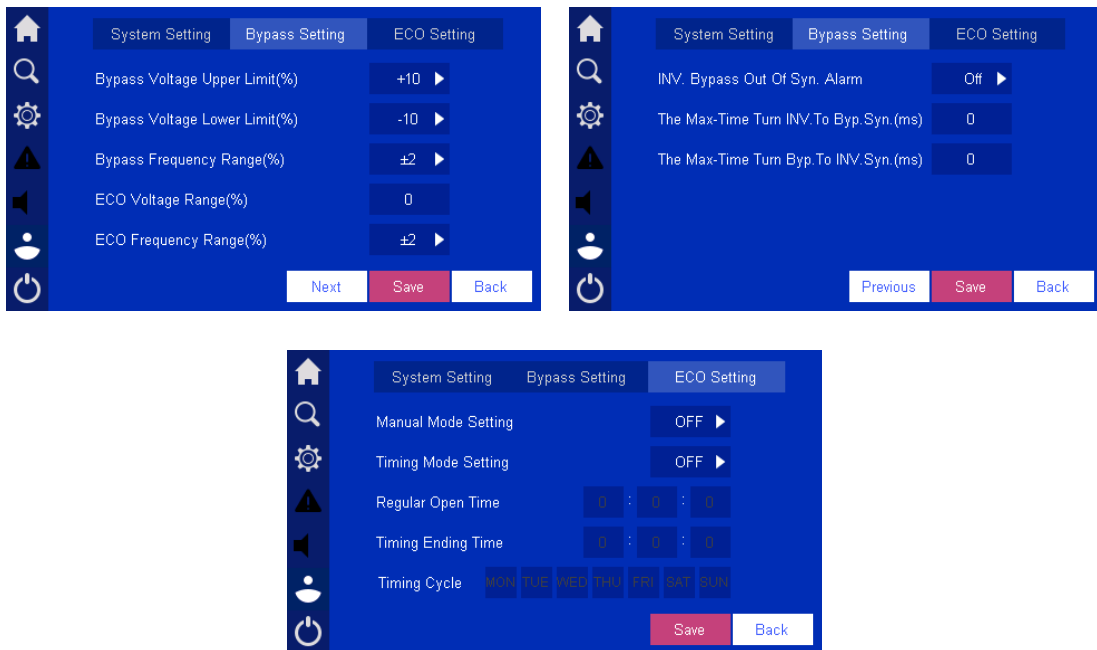 System Setting Bypass Setting ECO Setting
Bypass Voltage Upper Limit(%) +10
Bypass Voltage Lower Limit(%) -10
Bypass Frequency Range(%) ±2
ECO Voltage Range(%) 0
ECO Frequency Range(%) ±2
Next Save Back
System Setting Bypass Setting ECO Setting
INV. Bypass Out Of Syn. Alarm Off
The Max-Time Turn INV.To Byp.Syn.(ms) 0
The Max-Time Turn Byp.To INV.Syn.(ms) 0
Previous Save Back
System Setting Bypass Setting ECO Setting
Manual Mode Setting OFF
Timing Mode Setting OFF
Regular Open Time 0 : 0 : 0
Timing Ending Time 0 : 0 : 0
Timing Cycle MON TUE WED THU FRI SAT SUN
Save Back